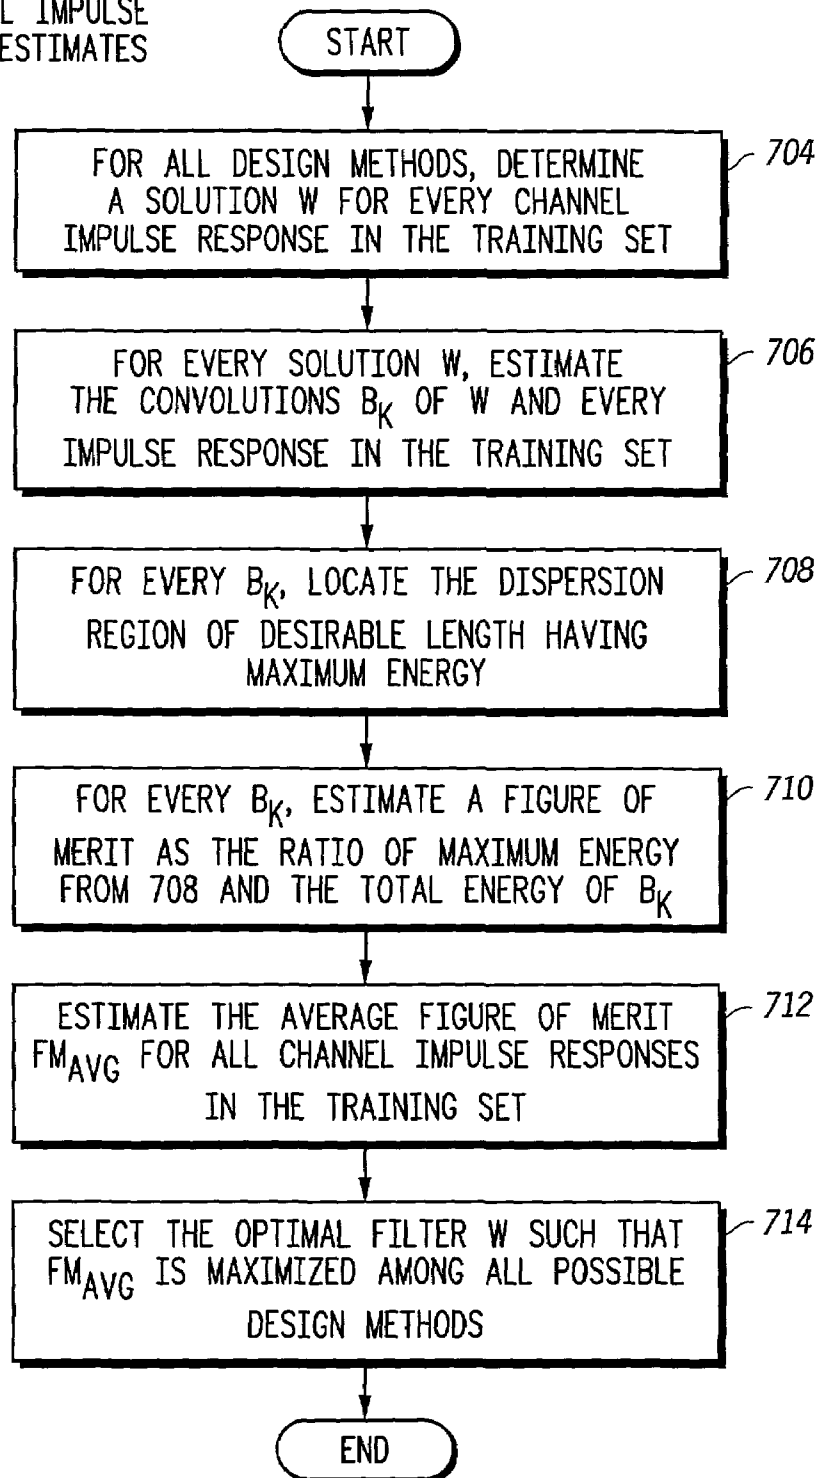 L IMPULSE
ESTIMATES
START
FOR ALL DESIGN METHODS, DETERMINE
A SOLUTION W FOR EVERY CHANNEL
IMPULSE RESPONSE IN THE TRAINING SET
704
FOR EVERY SOLUTION W, ESTIMATE
THE CONVOLUTIONS BK OF W AND EVERY
IMPULSE RESPONSE IN THE TRAINING SET
706
FOR EVERY BK, LOCATE THE DISPERSION
REGION OF DESIRABLE LENGTH HAVING
MAXIMUM ENERGY
708
FOR EVERY BK, ESTIMATE A FIGURE OF
MERIT AS THE RATIO OF MAXIMUM ENERGY
FROM 708 AND THE TOTAL ENERGY OF BK
710
ESTIMATE THE AVERAGE FIGURE OF MERIT
FMAVG FOR ALL CHANNEL IMPULSE RESPONSES
IN THE TRAINING SET
712
SELECT THE OPTIMAL FILTER W SUCH THAT
FMAVG IS MAXIMIZED AMONG ALL POSSIBLE
DESIGN METHODS
714
END